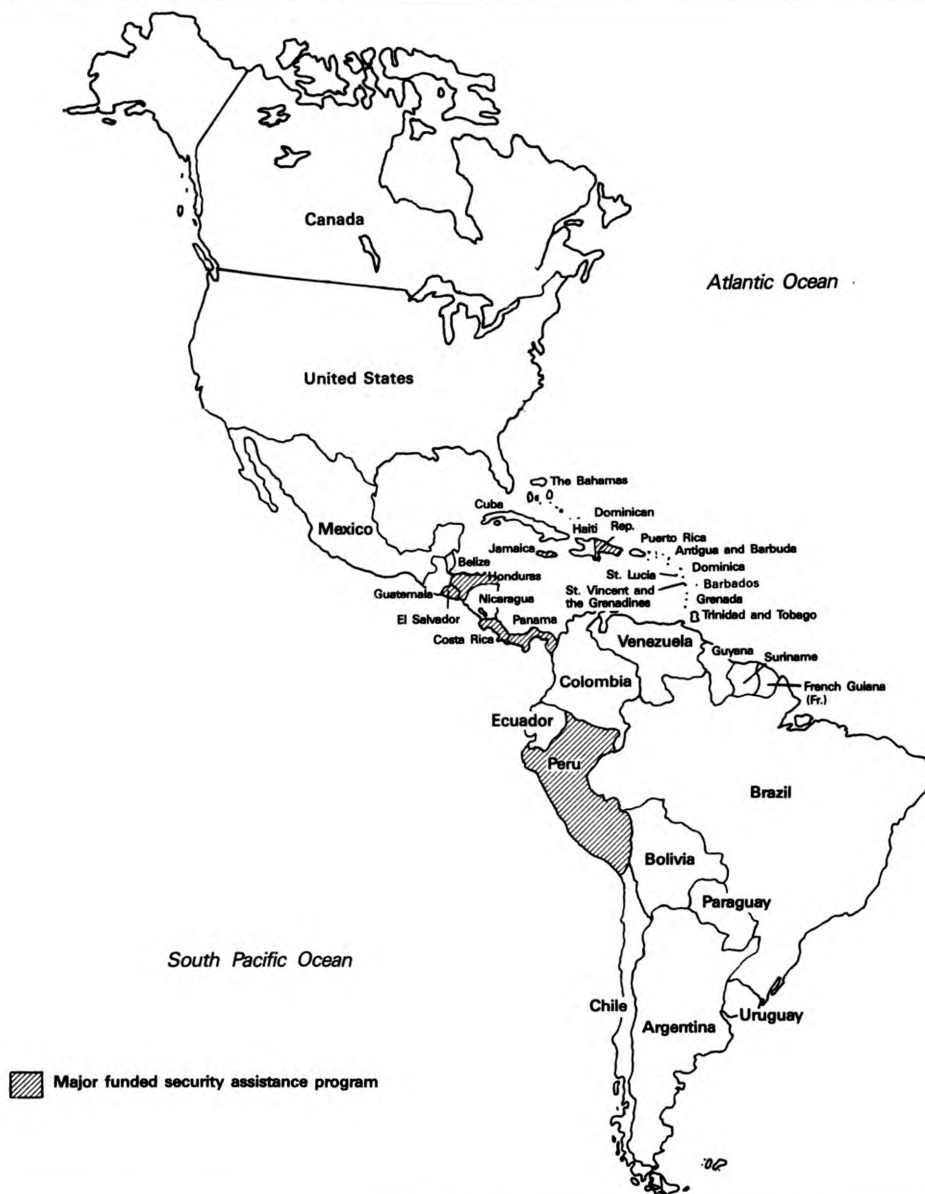 Canada
Atlantic Ocean
United States
The Bahamas
Cuba
Dominican
Rep.
Haiti
Mexico
Puerto Rica
Jamaica
Antigua and Barbuda
Belize
Dominica
St. Lucia
Honduras
Barbados
St. Vincent and
the Grenadines
Guatemala
Nicaragua
Grenada
El Salvador
Panama
Trinidad and Tobago
Costa Rica
Venezuela
Guyana
Suriname
Colombia
French Guiana
(Fr.)
Ecuador
Peru
Brazil
Bolivia
Paraguay
South Pacific Ocean
Chile
Uruguay
Argentina
Major funded security assistance program